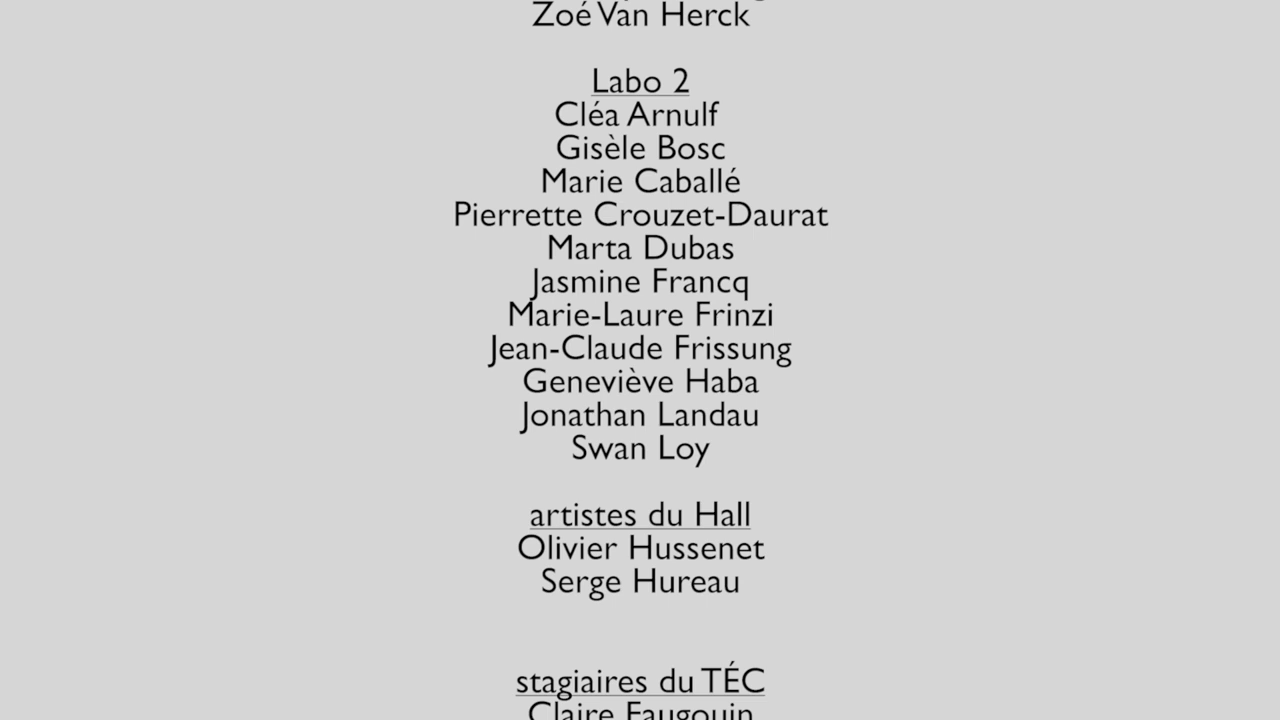 Zoé Van Herck
Labo 2
Cléa Arnulf
Gisèle Bosc
Marie Caballé
Pierrette Crouzet-Daurat
Marta Dubas
Jasmine Francq
Marie-Laure Frinzi
Jean-Claude Frissung
Geneviève Haba
Jonathan Landau
Swan Loy
artistes du Hall
Olivier Hussenet
Serge Hureau
stagiaires du TÉC
Claire Faugouin